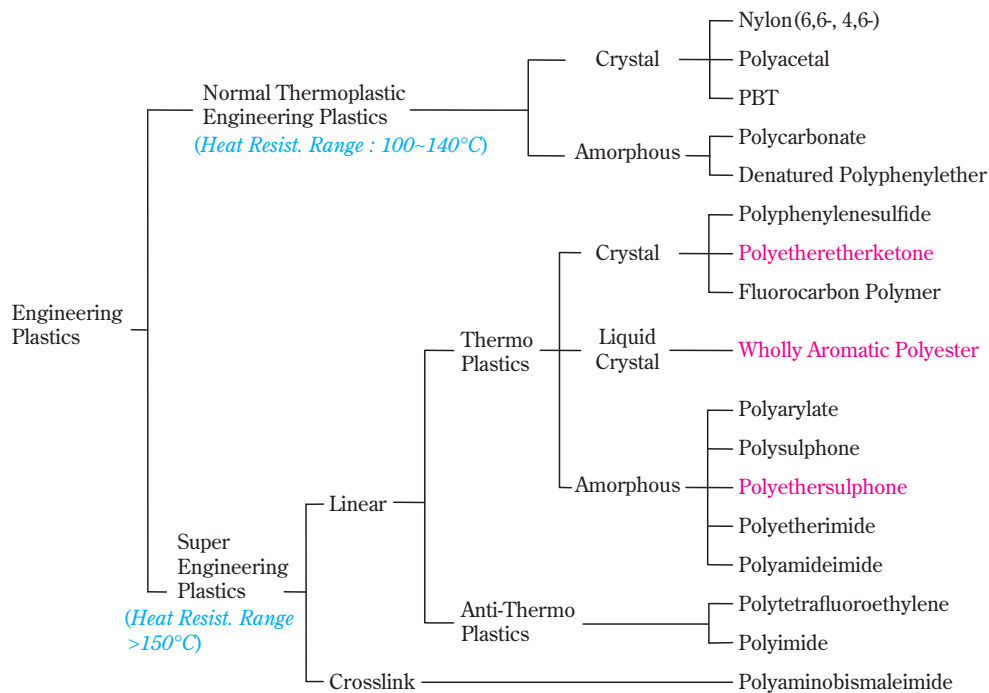 Engineering
Plastics
Normal Thermoplastic
Engineering Plastics
(Heat Resist. Range : 100~140°C)
Crystal
Nylon(6,6-, 4,6-)
Polyacetal
PBT
Amorphous
Polycarbonate
Denatured Polyphenylether
Super
Engineering
Plastics
(Heat Resist. Range
>150°C)
Linear
Thermo
Plastics
Crystal
Polyphenylenesulfide
Polyetheretherketone
Fluorocarbon Polymer
Liquid
Crystal
Wholly Aromatic Polyester
Amorphous
Polyarylate
Polysulphone
Polyethersulphone
Polyetherimide
Polyamideimide
Anti-Thermo
Plastics
Polytetrafluoroethylene
Polyimide
Crosslink
Polyaminobismaleimide